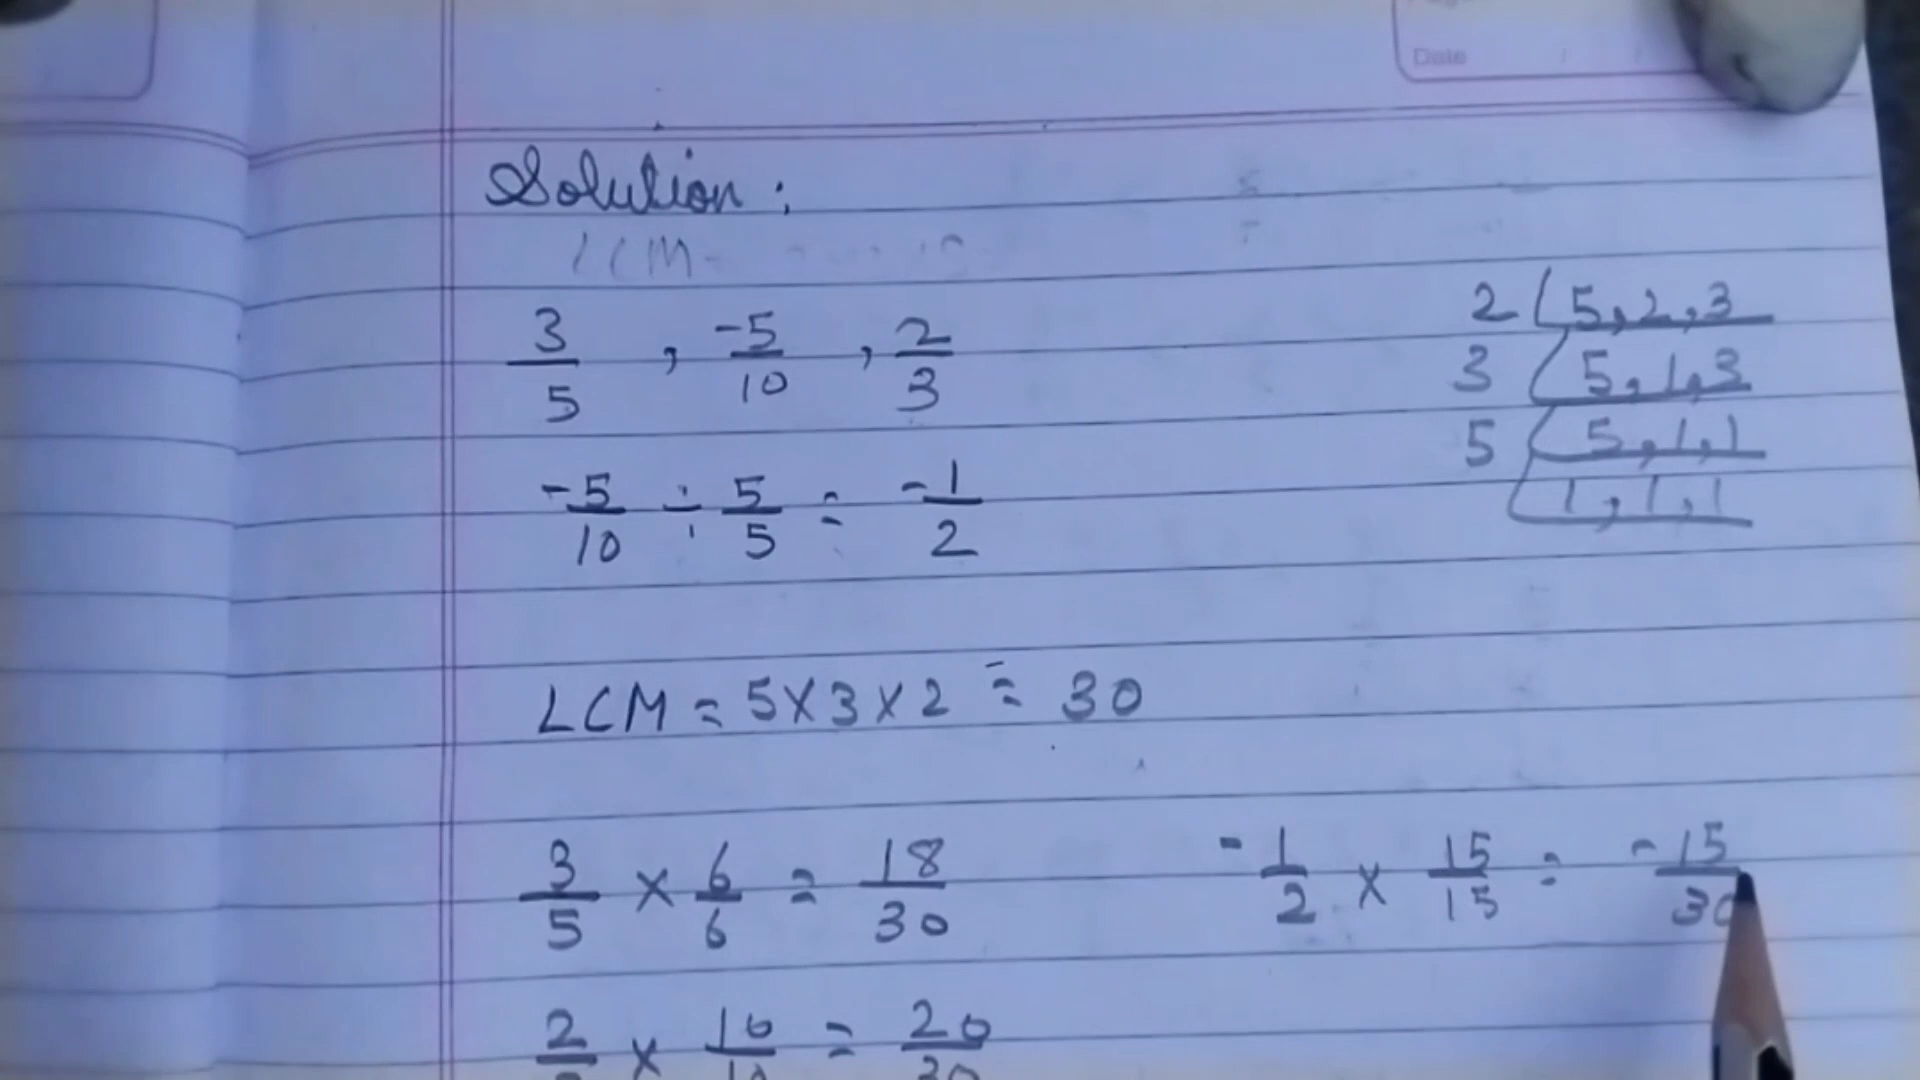 Date
Solution :
LCM
3/5 , -5/10 , 2/3
-5/10 ÷ 5/5 = -1/2
2 | 5, 2, 3
3 | 5, 1, 3
5 | 5, 1, 1
1, 1, 1
LCM = 5 x 3 x 2 = 30
3/5 x 6/6 = 18/30
-1/2 x 15/15 = -15/30
2/ x 10/10 = 20/30